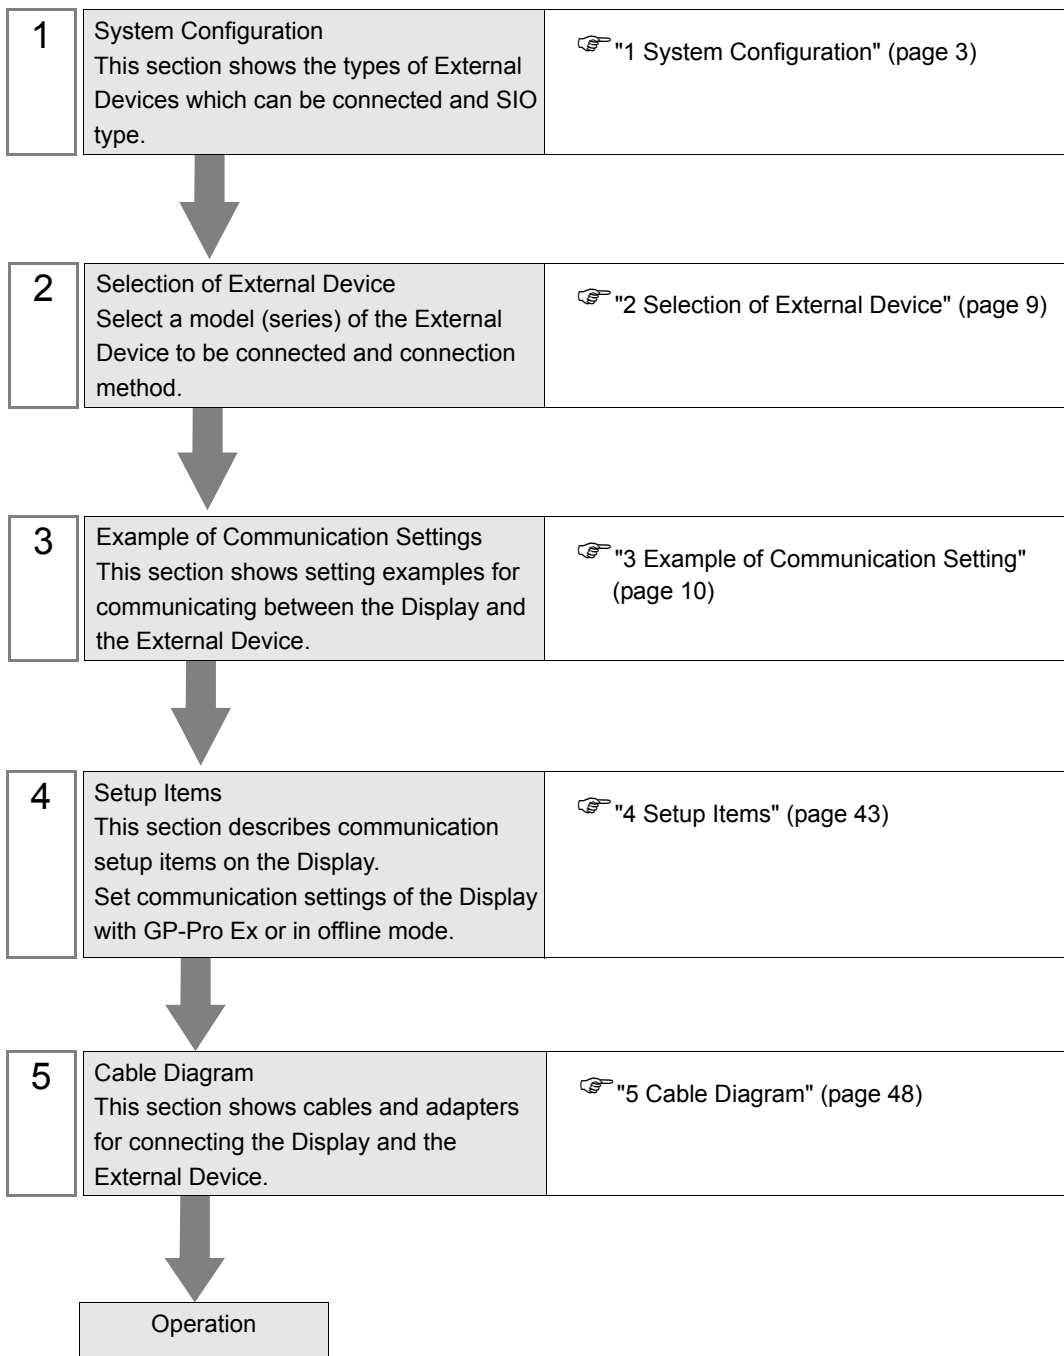 1
System Configuration
This section shows the types of External
Devices which can be connected and SIO
type.
"1 System Configuration" (page 3)
2
Selection of External Device
Select a model (series) of the External
Device to be connected and connection
method.
"2 Selection of External Device" (page 9)
3
Example of Communication Settings
This section shows setting examples for
communicating between the Display and
the External Device.
"3 Example of Communication Setting"
(page 10)
4
Setup Items
This section describes communication
setup items on the Display.
Set communication settings of the Display
with GP-Pro Ex or in offline mode.
"4 Setup Items" (page 43)
5
Cable Diagram
This section shows cables and adapters
for connecting the Display and the
External Device.
"5 Cable Diagram" (page 48)
Operation